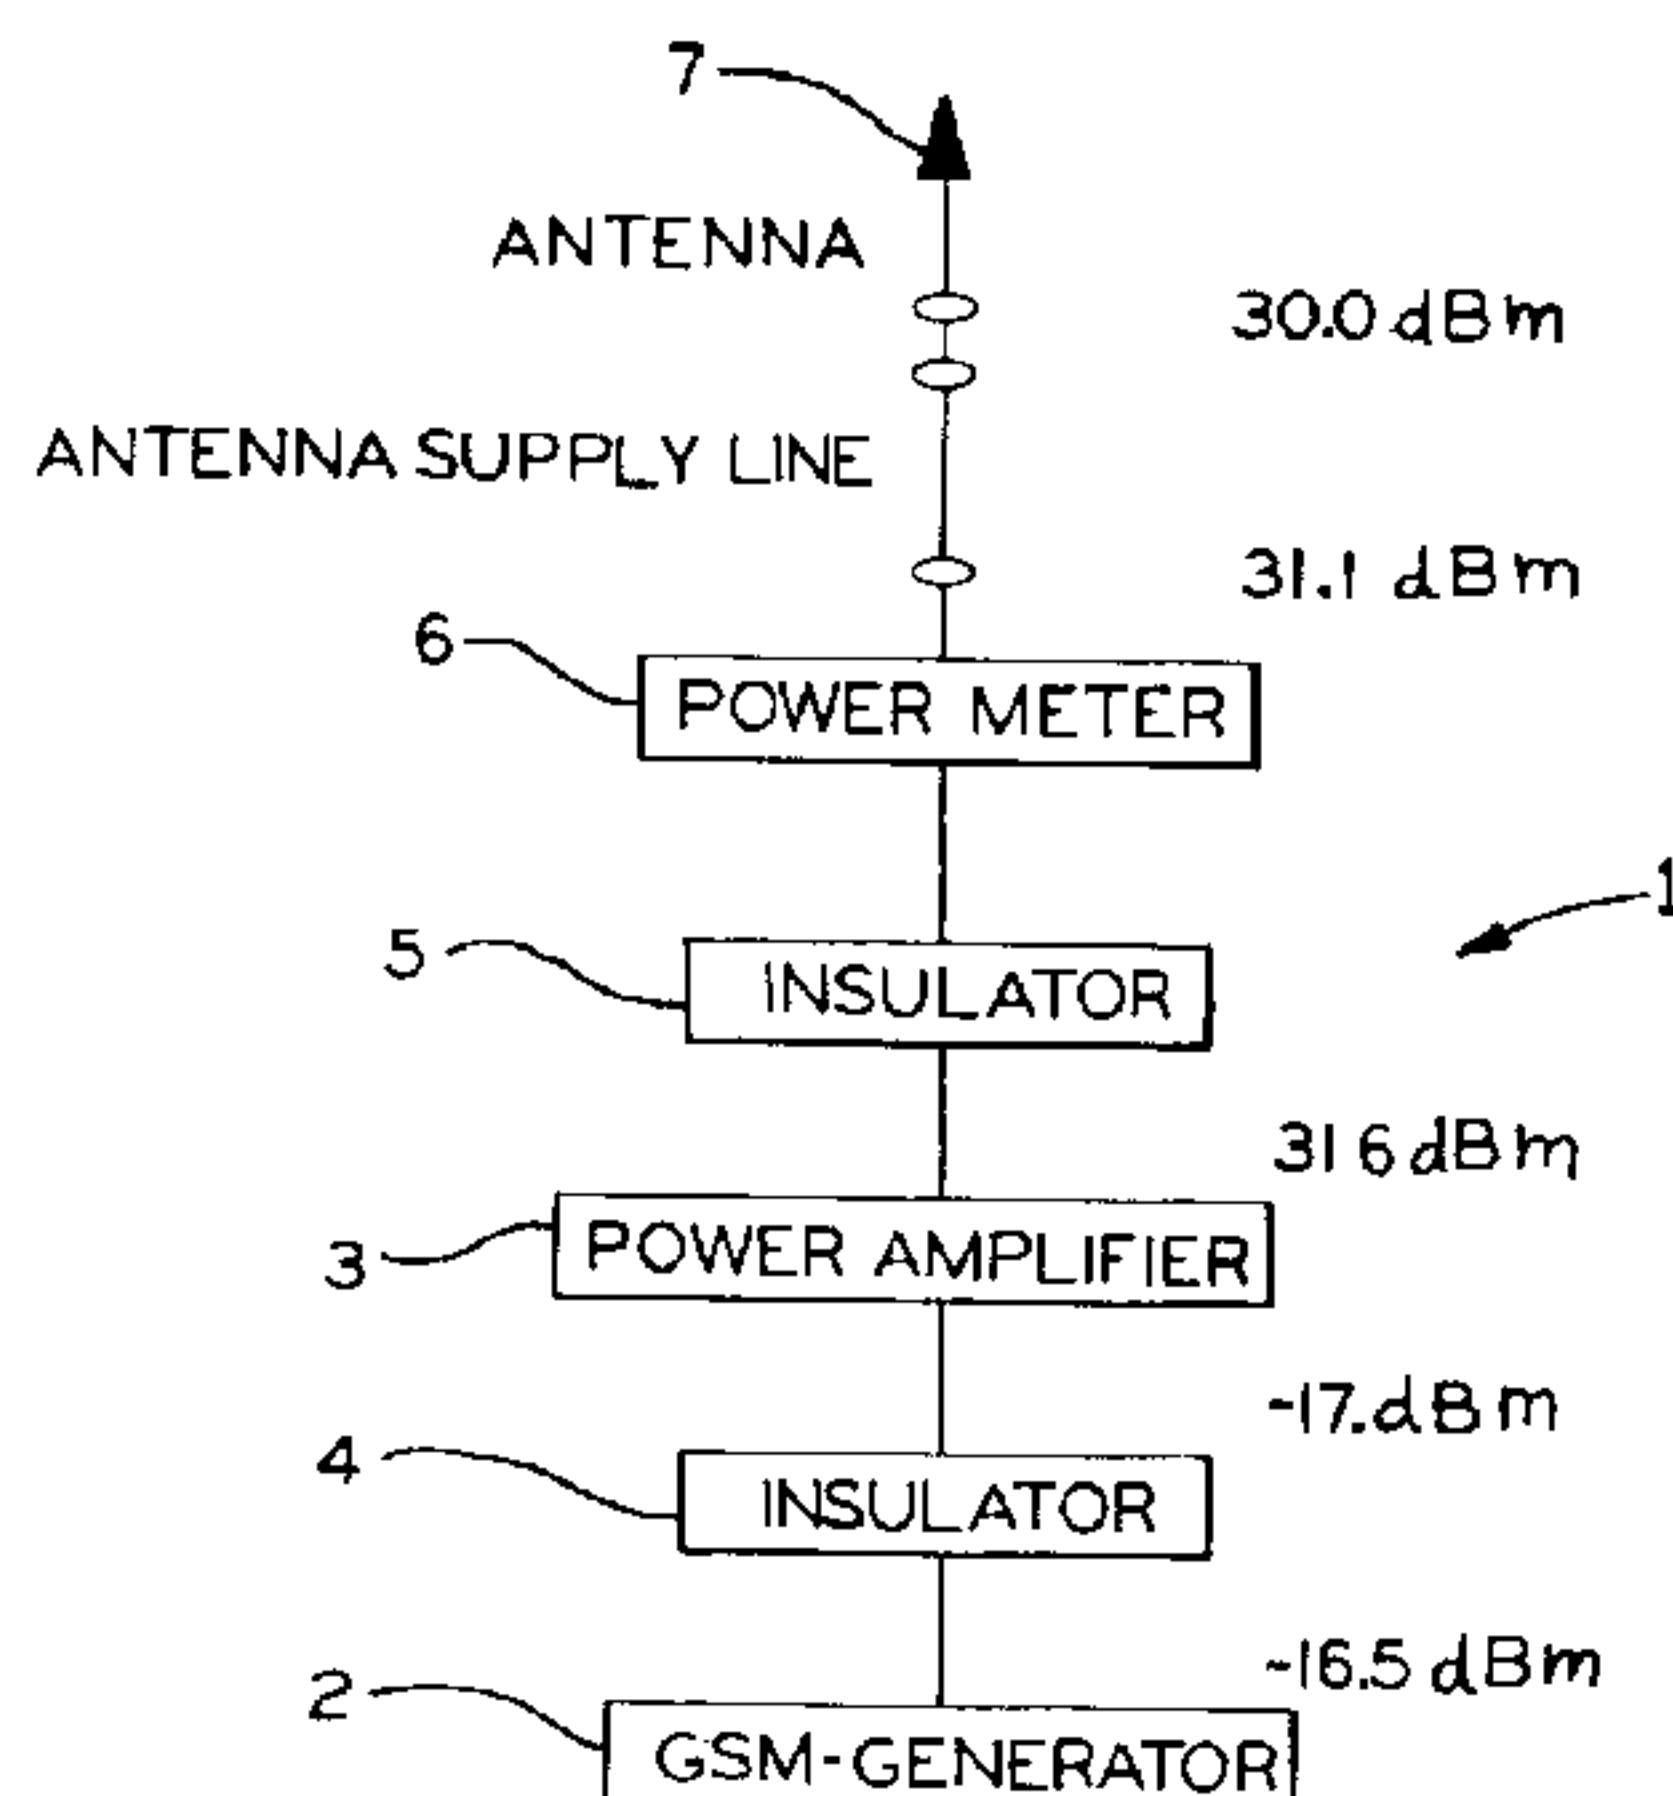 7
ANTENNA
30.0 dBm
ANTENNA SUPPLY LINE
31.1 dBm
6
POWER METER
1
5
INSULATOR
31 6 dBm
3
POWER AMPLIFIER
-17. dBm
4
INSULATOR
-16.5 dBm
2
GSM-GENERATOR